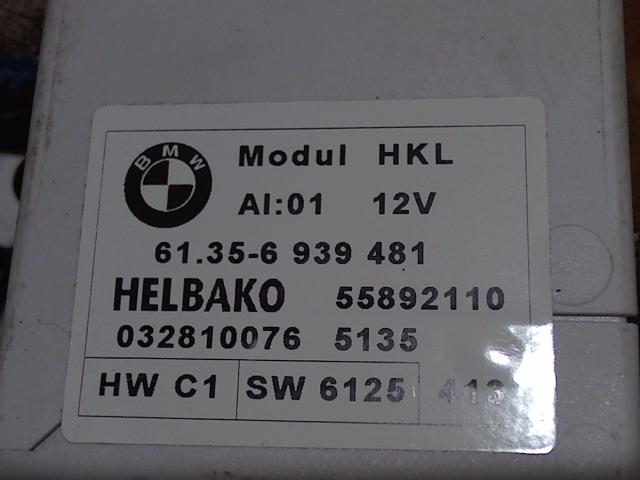 BMW
Modul HKL
AI:01 12V
61.35-6 939 481
HELBAKO 55892110
032810076 5135
HW C1 SW 6125